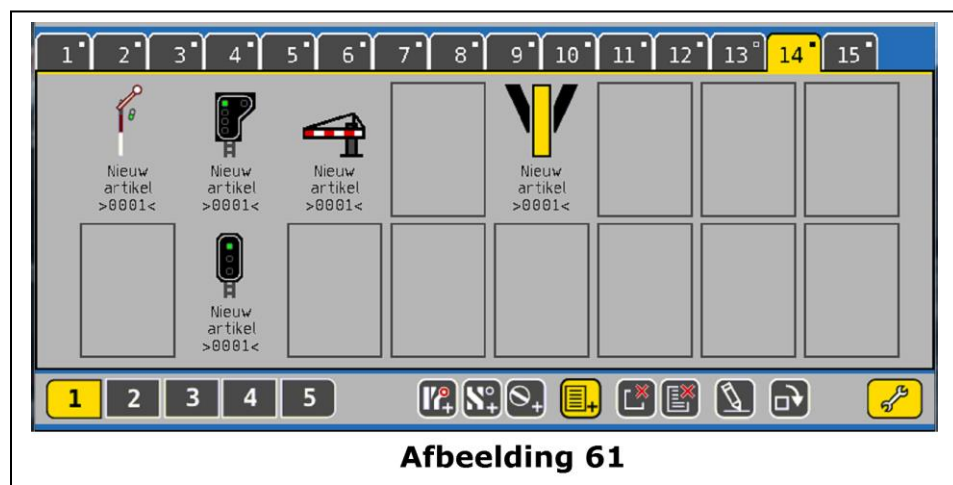 1 2 3 4 5 6 7 8 9 10 11 12 13 14 15
Nieuw
artikel
>0001<
Nieuw
artikel
>0001<
Nieuw
artikel
>0001<
Nieuw
artikel
>0001<
Nieuw
artikel
>0001<
1 2 3 4 5
Afbeelding 61